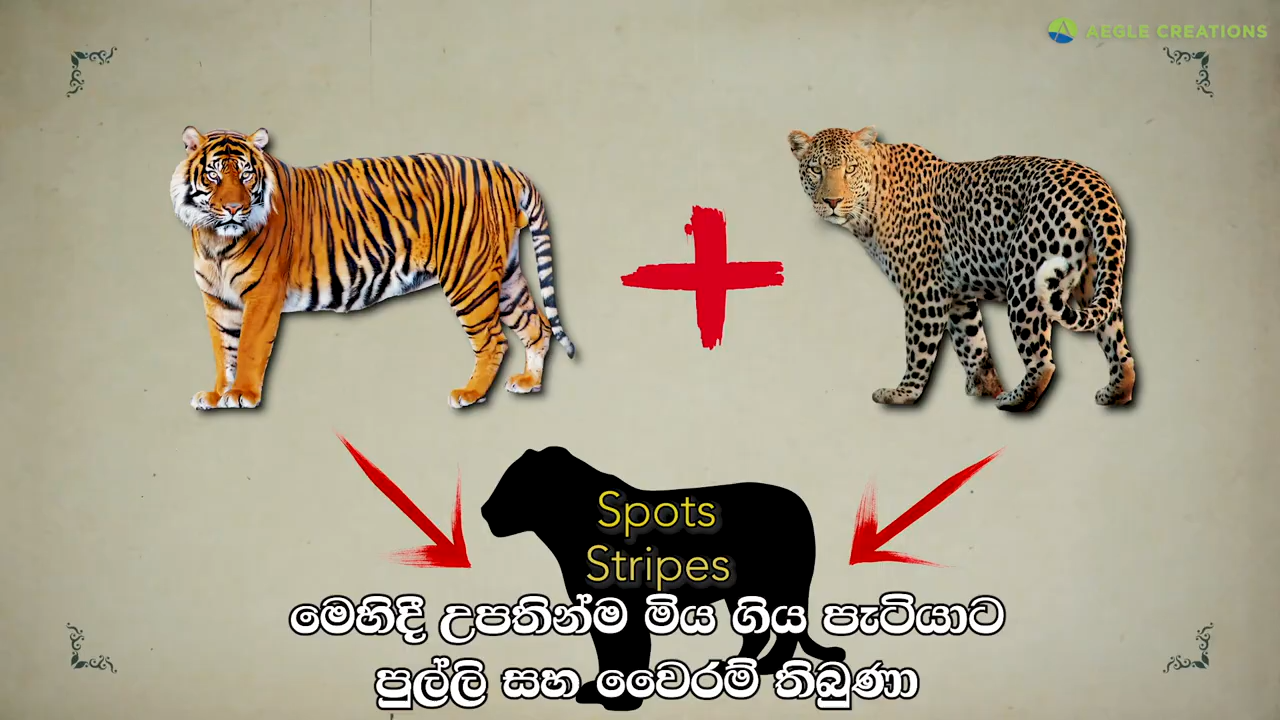 AEGLE CREATIONS
Spots
Stripes
මෙහිදී උපතින්ම මිය ගිය පැටියාට
පුල්ලි සහ වෛරම් තිබුණා